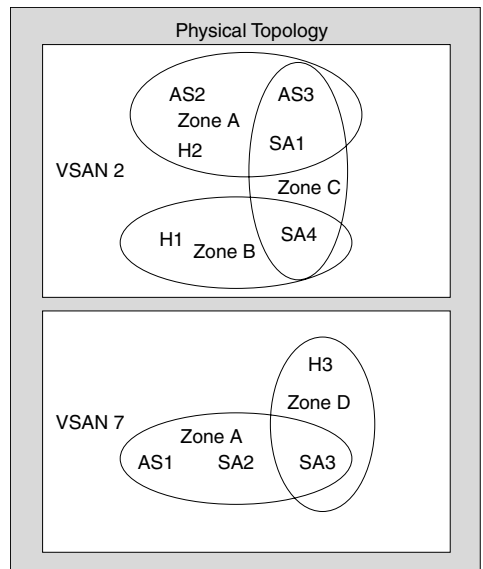 Physical Topology
AS2 AS3
Zone A
H2 SA1
VSAN 2
Zone C
H1 Zone B SA4
H3
Zone D
VSAN 7
Zone A
AS1 SA2 SA3